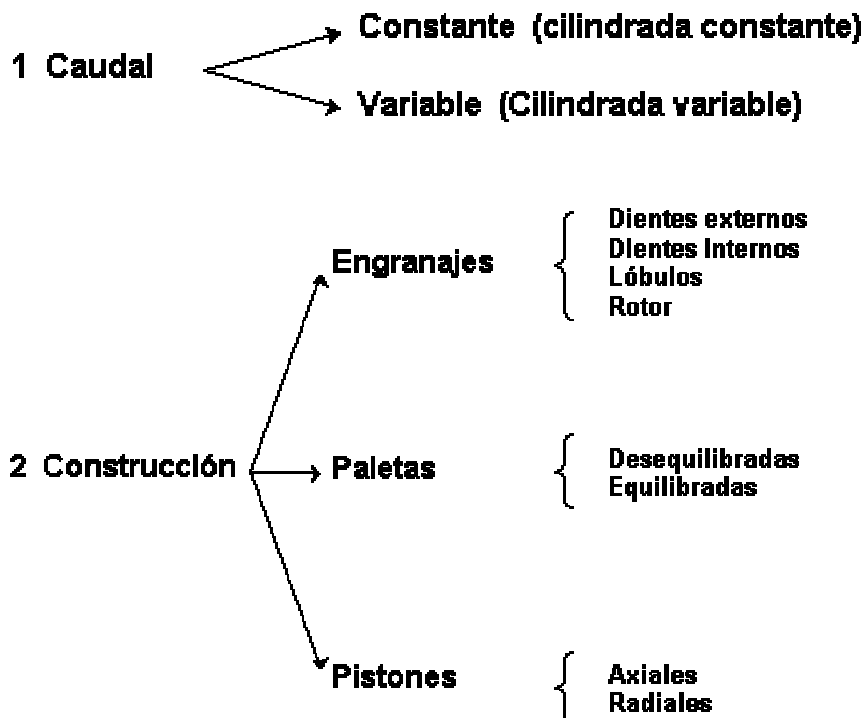 1 Caudal
Constante (cilindrada constante)
Variable (Cilindrada variable)
2 Construcción
Engranajes
Dientes externos
DIentes Internos
Lóbulos
Rotor
Paletas
Desequilibradas
Equilibradas
Pistones
Axiales
Radiales